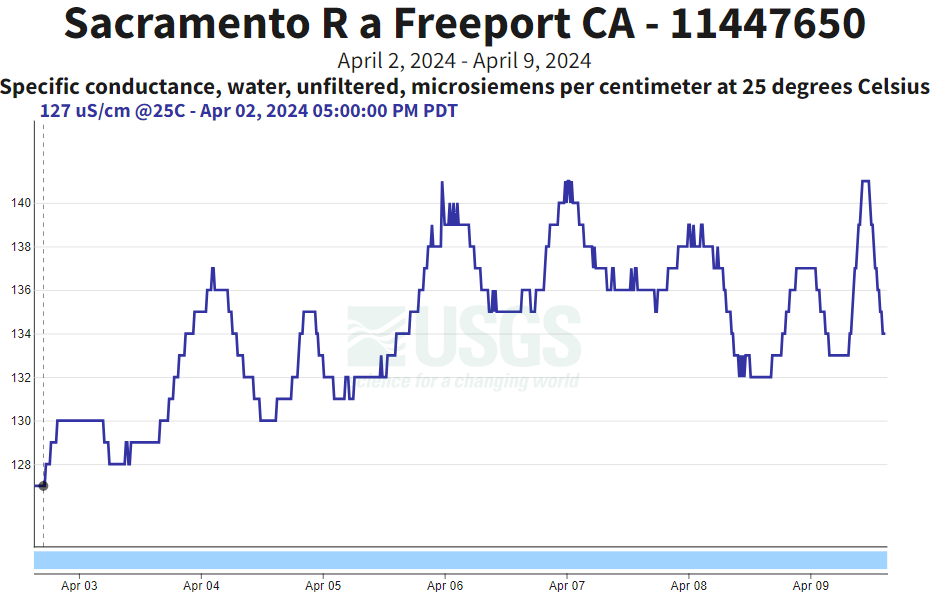 Sacramento R a Freeport CA - 11447650
April 2, 2024 - April 9, 2024
Specific conductance, water, unfiltered, microsiemens per centimeter at 25 degrees Celsius
127 uS/cm @25C - Apr 02, 2024 05:00:00 PM PDT
140
138
136
134
132
130
128
USGS
science for a changing world
Apr 03 Apr 04 Apr 05 Apr 06 Apr 07 Apr 08 Apr 09